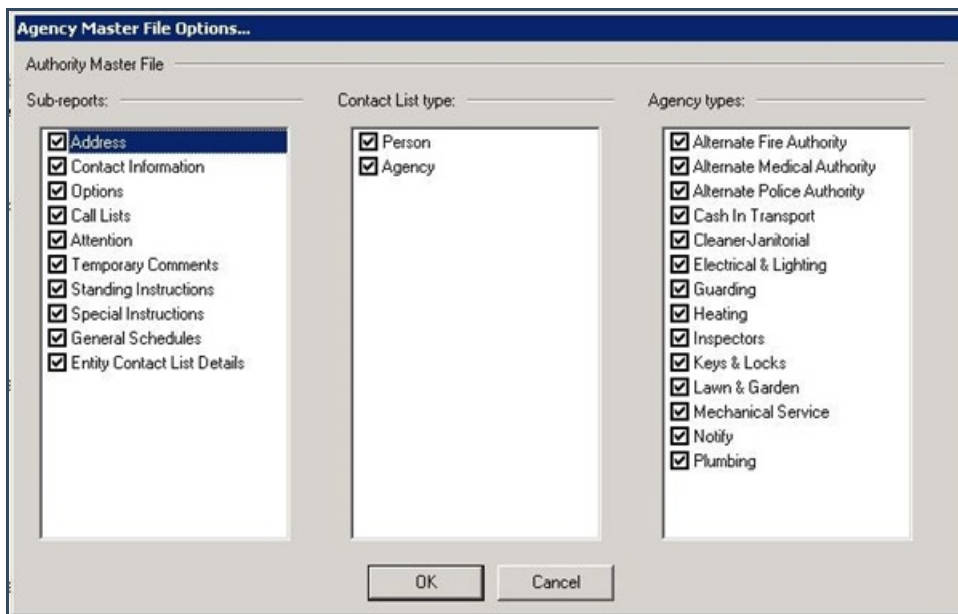 Agency Master File Options...
Authority Master File
Sub-reports:
Address
Contact Information
Options
Call Lists
Attention
Temporary Comments
Standing Instructions
Special Instructions
General Schedules
Entity Contact List Details
Contact List type:
Person
Agency
Agency types:
Alternate Fire Authority
Alternate Medical Authority
Alternate Police Authority
Cash In Transport
Cleaner-Janitorial
Electrical & Lighting
Guarding
Heating
Inspectors
Keys & Locks
Lawn & Garden
Mechanical Service
Notify
Plumbing
OK
Cancel